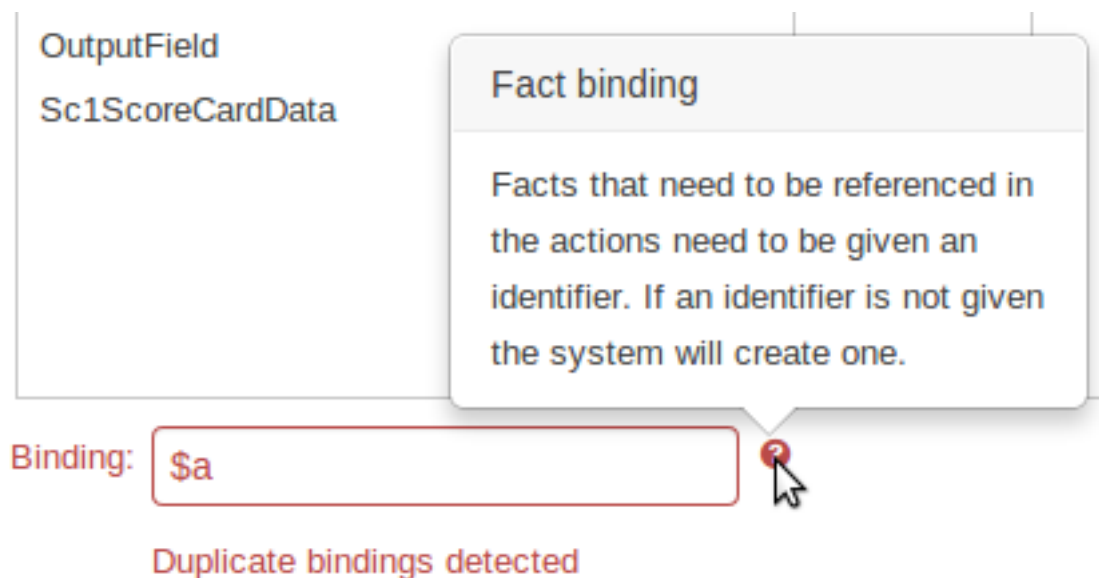 OutputField
Sc1ScoreCardData
Fact binding
Facts that need to be referenced in
the actions need to be given an
identifier. If an identifier is not given
the system will create one.
Binding:
$a
?
Duplicate bindings detected